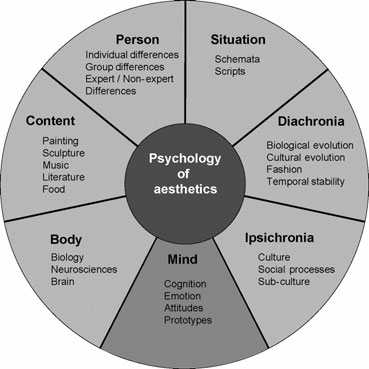 Person
Individual differences
Group differences
Expert / Non-expert
Differences
Situation
Schemata
Scripts
Diachronia
Biological evolution
Cultural evolution
Fashion
Temporal stability
Ipsichronia
Culture
Social processes
Sub-culture
Mind
Cognition
Emotion
Attitudes
Prototypes
Body
Biology
Neurosciences
Brain
Content
Painting
Sculpture
Music
Literature
Food
Psychology
of
aesthetics